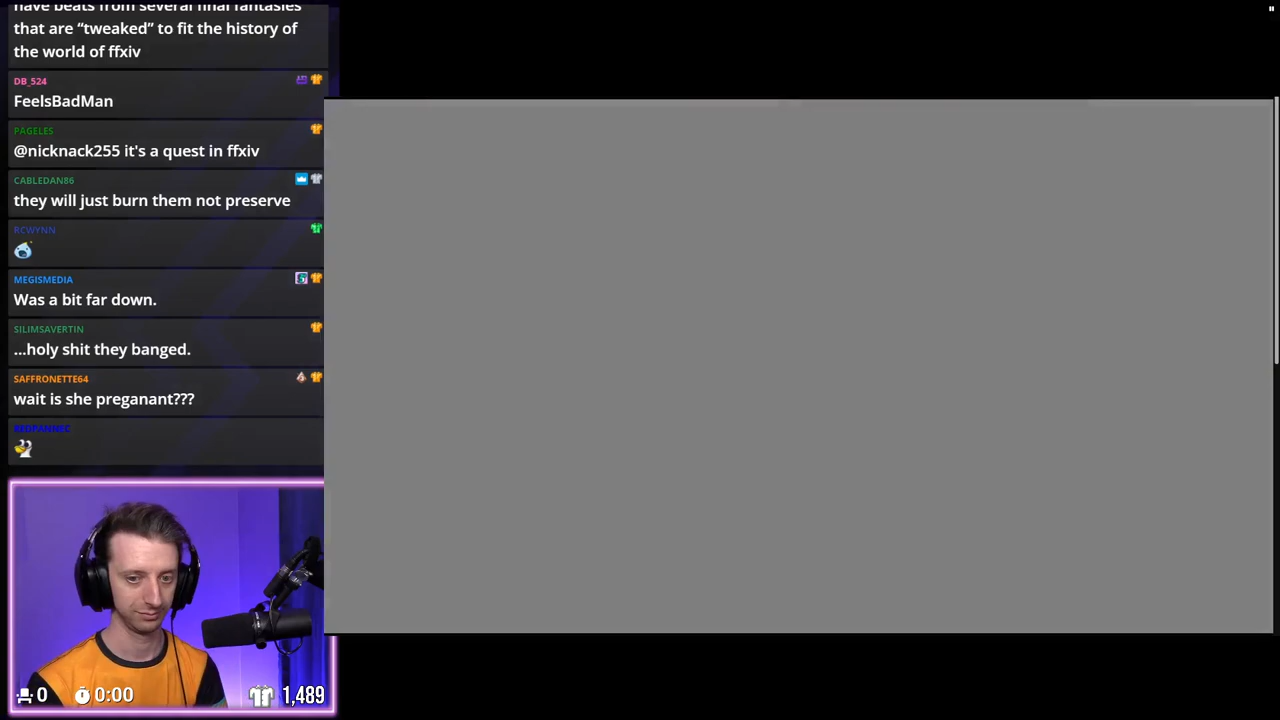 have beats from several final fantasies
that are “tweaked” to fit the history of
the world of ffxiv
DB_524
FeelsBadMan
PAGELES
@nicknack255 it's a quest in ffxiv
CABLEDAN86
they will just burn them not preserve
RCWYNN
MEGISMEDIA
Was a bit far down.
SILIMSAVERTIN
...holy shit they banged.
SAFFRONETTE64
wait is she preganant???
0
0:00
1,489